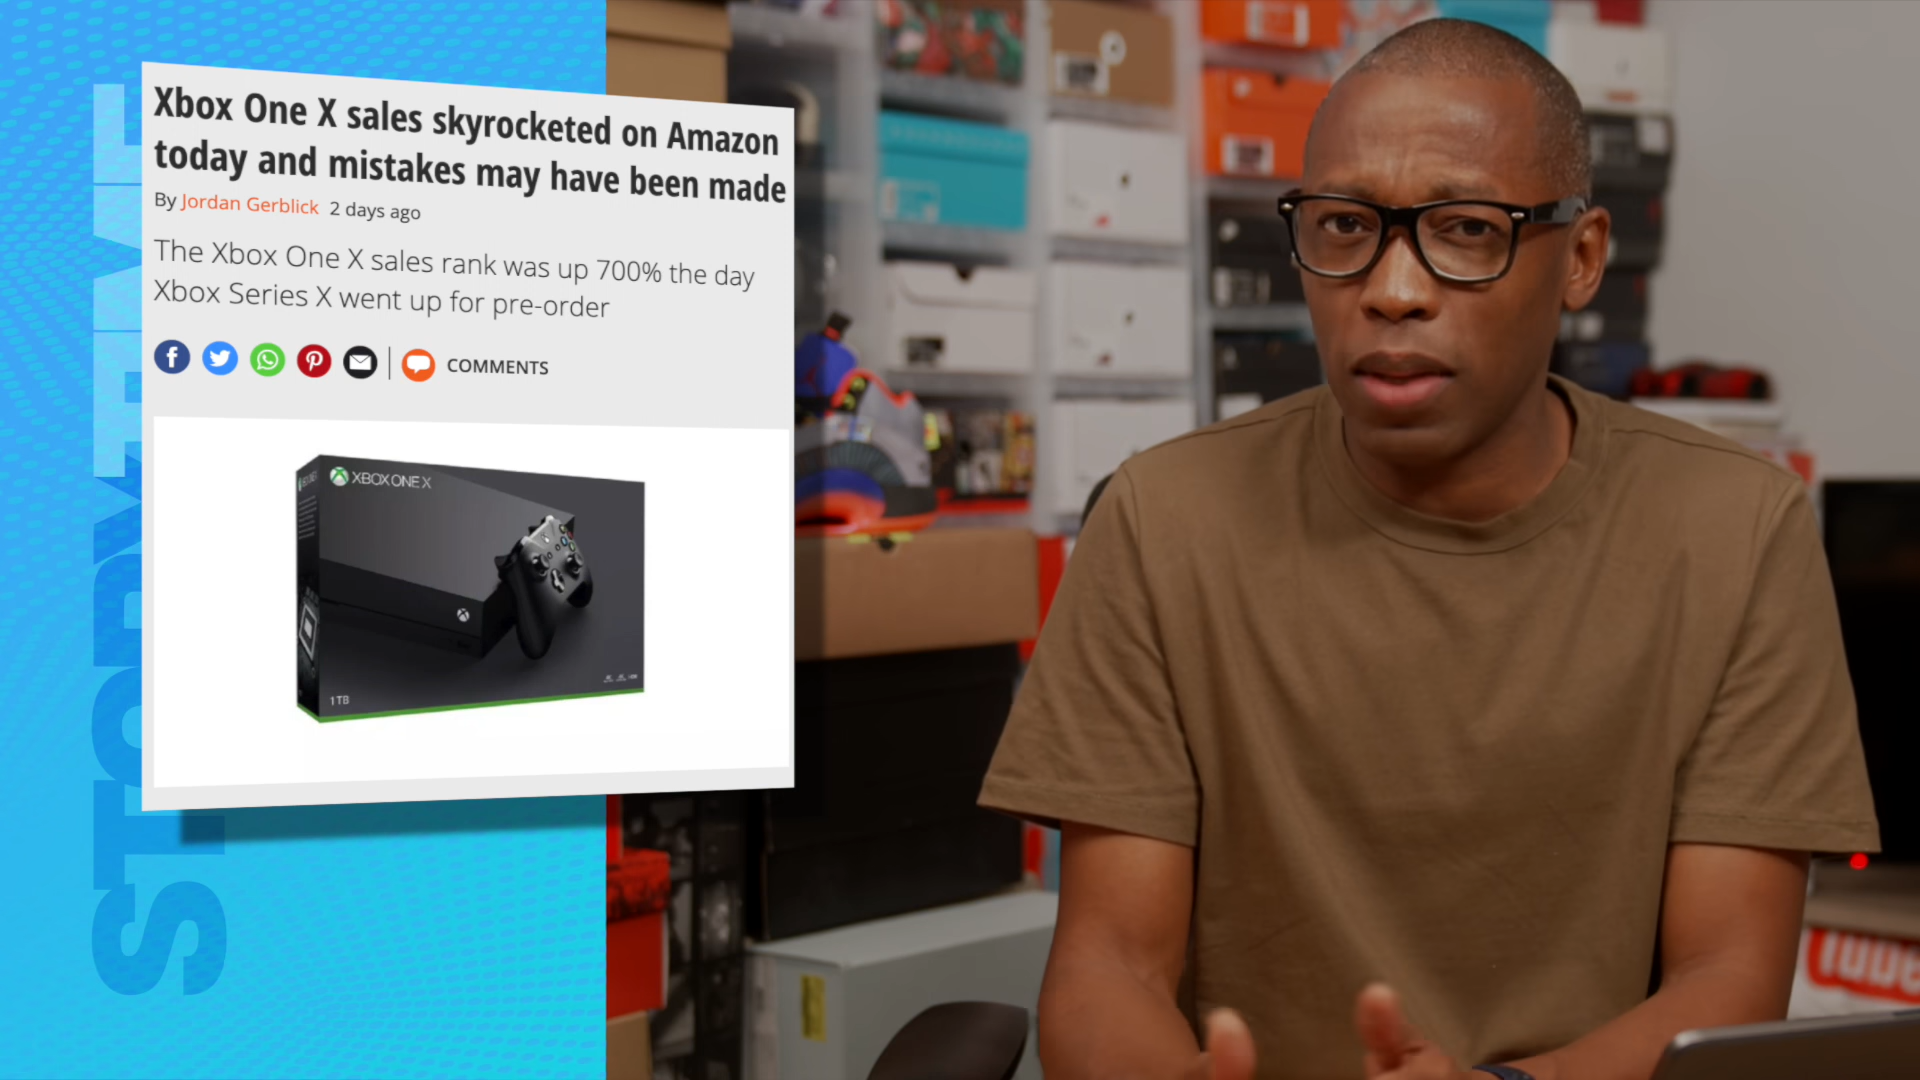 Xbox One X sales skyrocketed on Amazon
today and mistakes may have been made
By Jordan Gerblick 2 days ago
The Xbox One X sales rank was up 700% the day
Xbox Series X went up for pre-order
COMMENTS
XBOX ONE X
1TB
STORY TIME